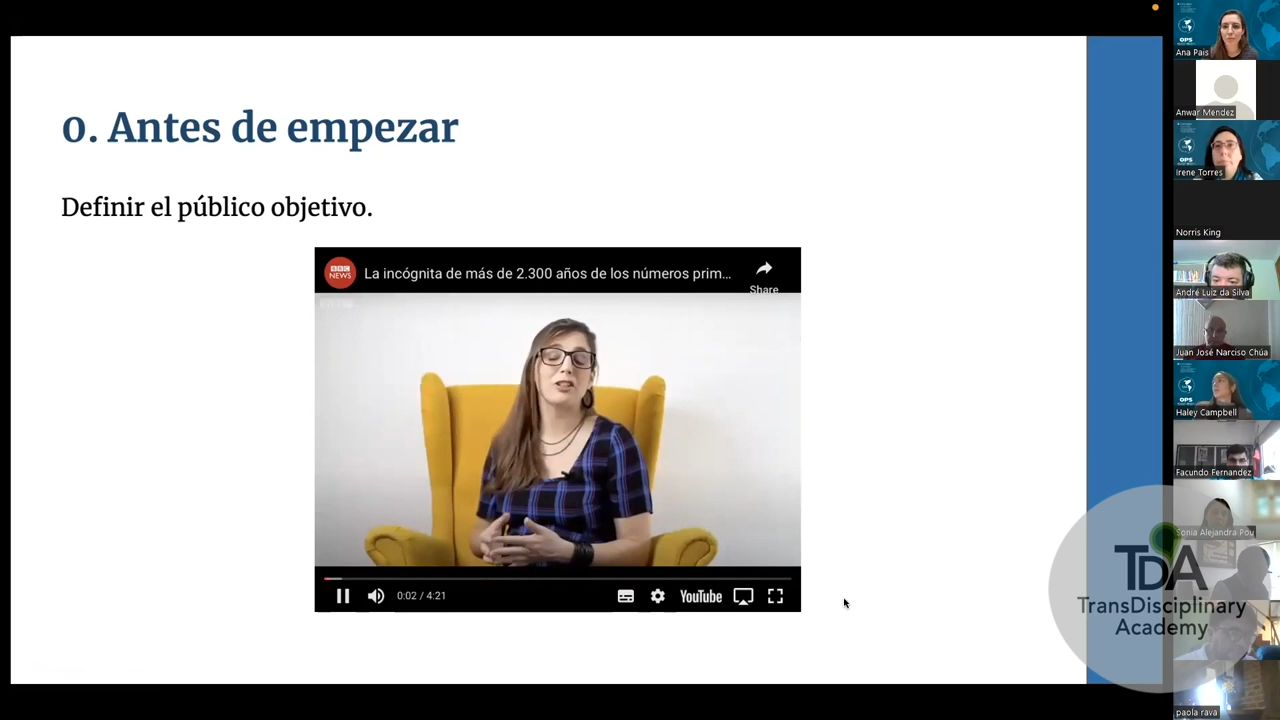 0. Antes de empezar
Definir el público objetivo.
BBC
NEWS
La incógnita de más de 2.300 años de los números prim...
Share
0:02 / 4:21
YouTube
OPS
Ana Pais
Anwar Mendez
OPS
Irene Torres
Norris King
André Luiz da Silva
Juan José Narciso Chúa
OPS
Haley Campbell
Facundo Fernandez
Sonia Alejandra Pou
TDA
TransDisciplinary
Academy
paola rava